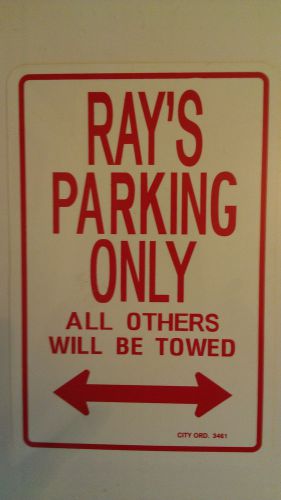 RAY'S
PARKING
ONLY
ALL OTHERS
WILL BE TOWED
CITY ORD. 3461